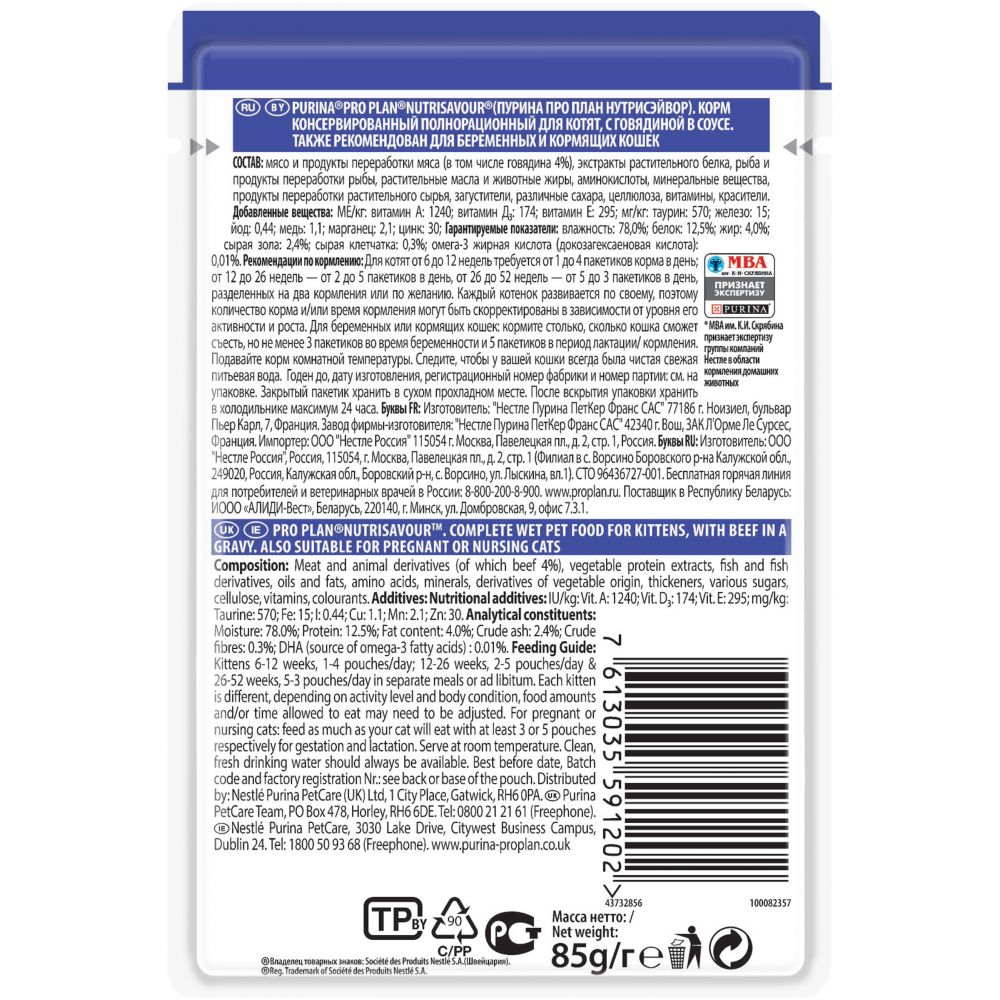 RU BY PURINA®PRO PLAN®NUTRISAVOUR®(ПУРИНА ПРО ПЛАН НУТРИСЭЙВОР). КОРМ
КОНСЕРВИРОВАННЫЙ ПОЛНОРАЦИОННЫЙ ДЛЯ КОТЯТ, С ГОВЯДИНОЙ В СОУСЕ.
ТАКЖЕ РЕКОМЕНДОВАН ДЛЯ БЕРЕМЕННЫХ И КОРМЯЩИХ КОШЕК
СОСТАВ: мясо и продукты переработки мяса (в том числе говядина 4%), экстракты растительного белка, рыба и
продукты переработки рыбы, растительные масла и животные жиры, аминокислоты, минеральные вещества,
продукты переработки растительного сырья, загустители, различные сахара, целлюлоза, витамины, красители.
Добавленные вещества: МЕ/кг: витамин А: 1240; витамин Д₃: 174; витамин Е: 295; мг/кг: таурин: 570; железо: 15;
йод: 0,44; медь: 1,1; марганец: 2,1; цинк: 30; Гарантируемые показатели: влажность: 78,0%; белок: 12,5%; жир: 4,0%;
сырая зола: 2,4%; сырая клетчатка: 0,3%; омега-3 жирная кислота (докозагексаеновая кислота):
0,01%. Рекомендации по кормлению: Для котят от 6 до 12 недель требуется от 1 до 4 пакетиков корма в день;
от 12 до 26 недель — от 2 до 5 пакетиков в день, от 26 до 52 недель — от 5 до 3 пакетиков в день,
разделенных на два кормления или по желанию. Каждый котенок развивается по своему, поэтому
количество корма и/или время кормления могут быть скорректированы в зависимости от уровня его
активности и роста. Для беременных или кормящих кошек: кормите столько, сколько кошка сможет
съесть, но не менее 3 пакетиков во время беременности и 5 пакетиков в период лактации/ кормления.
Подавайте корм комнатной температуры. Следите, чтобы у вашей кошки всегда была чистая свежая
питьевая вода. Годен до, дату изготовления, регистрационный номер фабрики и номер партии: см. на
упаковке. Закрытый пакетик хранить в сухом прохладном месте. После вскрытия упаковки хранить
в холодильнике максимум 24 часа. Буквы FR: Изготовитель: "Нестле Пурина ПетКер Франс САС" 77186 г. Ноизиел, бульвар
Пьер Карл, 7, Франция. Завод фирмы-изготовителя: "Нестле Пурина ПетКер Франс САС" 42340 г. Вош, ЗАК Л'Орме Ле Сурсес,
Франция. Импортер: ООО "Нестле Россия" 115054 г. Москва, Павелецкая пл., д. 2, стр. 1, Россия. Буквы RU: Изготовитель: ООО
"Нестле Россия", Россия, 115054, г. Москва, Павелецкая пл., д. 2, стр. 1 (Филиал в с. Ворсино Боровского р-на Калужской обл.,
249020, Россия, Калужская обл., Боровский р-н, с. Ворсино, ул. Лыскина, вл.1). СТО 96436727-001. Бесплатная горячая линия
для потребителей и ветеринарных врачей в России: 8-800-200-8-900. www.proplan.ru. Поставщик в Республику Беларусь:
ИООО «АЛИДИ-Вест», Беларусь, 220140, г. Минск, ул. Домбровская, 9, офис 7.3.1.
МВА
им. К·И· СКРЯБИНА
ПРИЗНАЕТ
ЭКСПЕРТИЗУ
PURINA
* МВА им. К.И. Скрябина
признает экспертизу
группы компаний
Нестле в области
кормления домашних
животных
UK IE PRO PLAN®NUTRISAVOUR™. COMPLETE WET PET FOOD FOR KITTENS, WITH BEEF IN A
GRAVY. ALSO SUITABLE FOR PREGNANT OR NURSING CATS
Composition: Meat and animal derivatives (of which beef 4%), vegetable protein extracts, fish and fish
derivatives, oils and fats, amino acids, minerals, derivatives of vegetable origin, thickeners, various sugars,
cellulose, vitamins, colourants. Additives: Nutritional additives: IU/kg: Vit. A: 1240; Vit. D₃: 174; Vit. E: 295; mg/kg:
Taurine: 570; Fe: 15; I: 0.44; Cu: 1.1; Mn: 2.1; Zn: 30. Analytical constituents:
Moisture: 78.0%; Protein: 12.5%; Fat content: 4.0%; Crude ash: 2.4%; Crude
fibres: 0.3%; DHA (source of omega-3 fatty acids) : 0.01%. Feeding Guide:
Kittens 6-12 weeks, 1-4 pouches/day; 12-26 weeks, 2-5 pouches/day &
26-52 weeks, 5-3 pouches/day in separate meals or ad libitum. Each kitten
is different, depending on activity level and body condition, food amounts
and/or time allowed to eat may need to be adjusted. For pregnant or
nursing cats: feed as much as your cat will eat with at least 3 or 5 pouches
respectively for gestation and lactation. Serve at room temperature. Clean,
fresh drinking water should always be available. Best before date, Batch
code and factory registration Nr.: see back or base of the pouch. Distributed
by: Nestlé Purina PetCare (UK) Ltd, 1 City Place, Gatwick, RH6 0PA. UK Purina
PetCare Team, PO Box 478, Horley, RH6 6DE. Tel: 0800 21 21 61 (Freephone).
IE Nestlé Purina PetCare, 3030 Lake Drive, Citywest Business Campus,
Dublin 24. Tel: 1800 50 93 68 (Freephone). www.purina-proplan.co.uk
7 613035 591202
43732856
100082357
TP BY
90
C/PP
РСТ
Масса нетто: /
Net weight:
85g/г e
®Владелец товарных знаков: Société des Produits Nestlé S.A.(Швейцария).
®Reg. Trademark of Société des Produits Nestlé S.A.